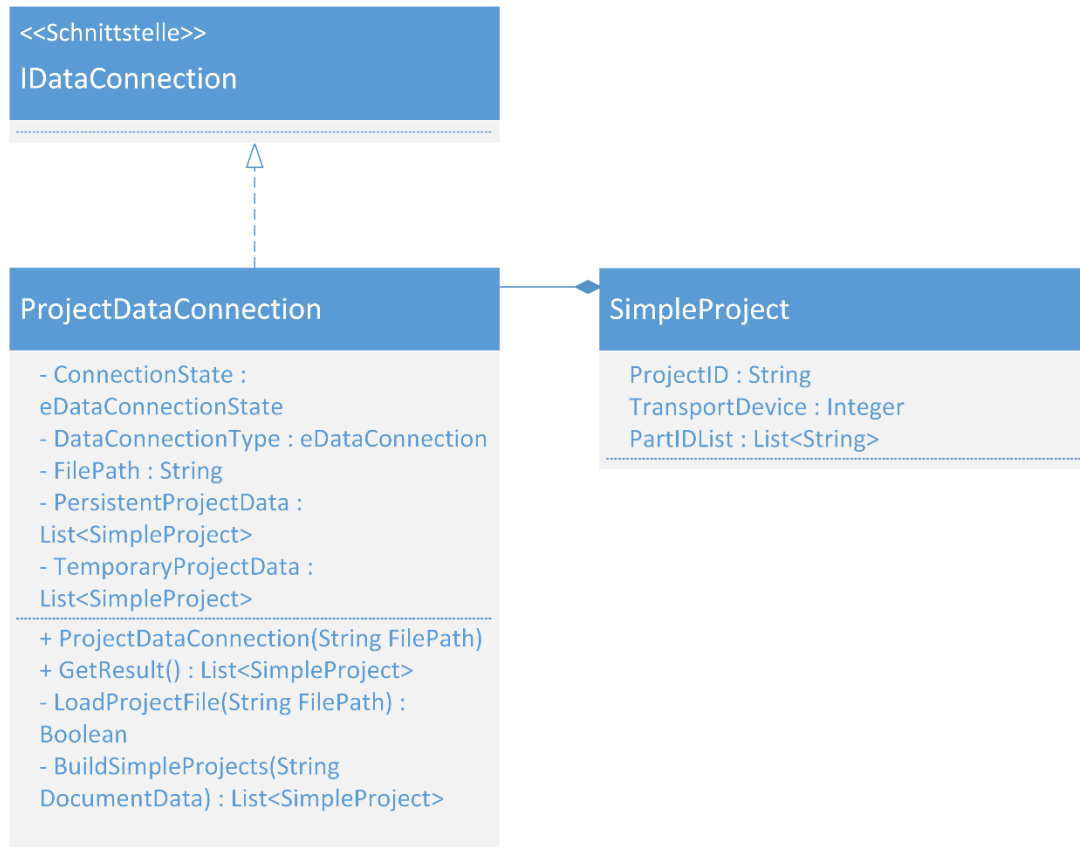 <<Schnittstelle>>
IDataConnection
ProjectDataConnection
- ConnectionState :
eDataConnectionState
- DataConnectionType : eDataConnection
- FilePath : String
- PersistentProjectData :
List<SimpleProject>
- TemporaryProjectData :
List<SimpleProject>
+ ProjectDataConnection(String FilePath)
+ GetResult() : List<SimpleProject>
- LoadProjectFile(String FilePath) :
Boolean
- BuildSimpleProjects(String
DocumentData) : List<SimpleProject>
SimpleProject
ProjectID : String
TransportDevice : Integer
PartIDList : List<String>